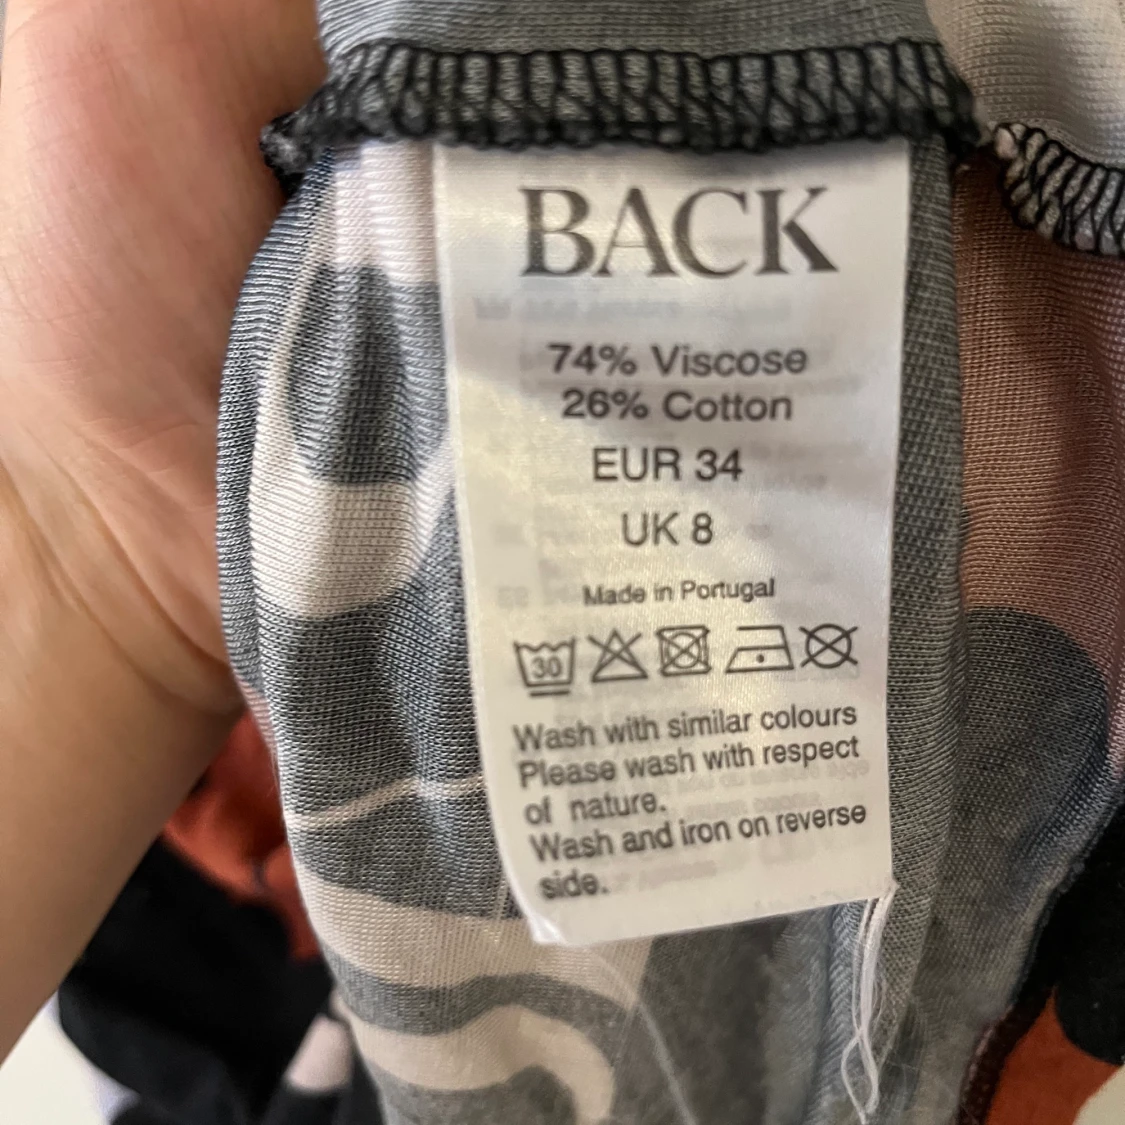 BACK
74% Viscose
26% Cotton
EUR 34
UK 8
Made in Portugal
30
Wash with similar colours
Please wash with respect
of nature.
Wash and iron on reverse
side.